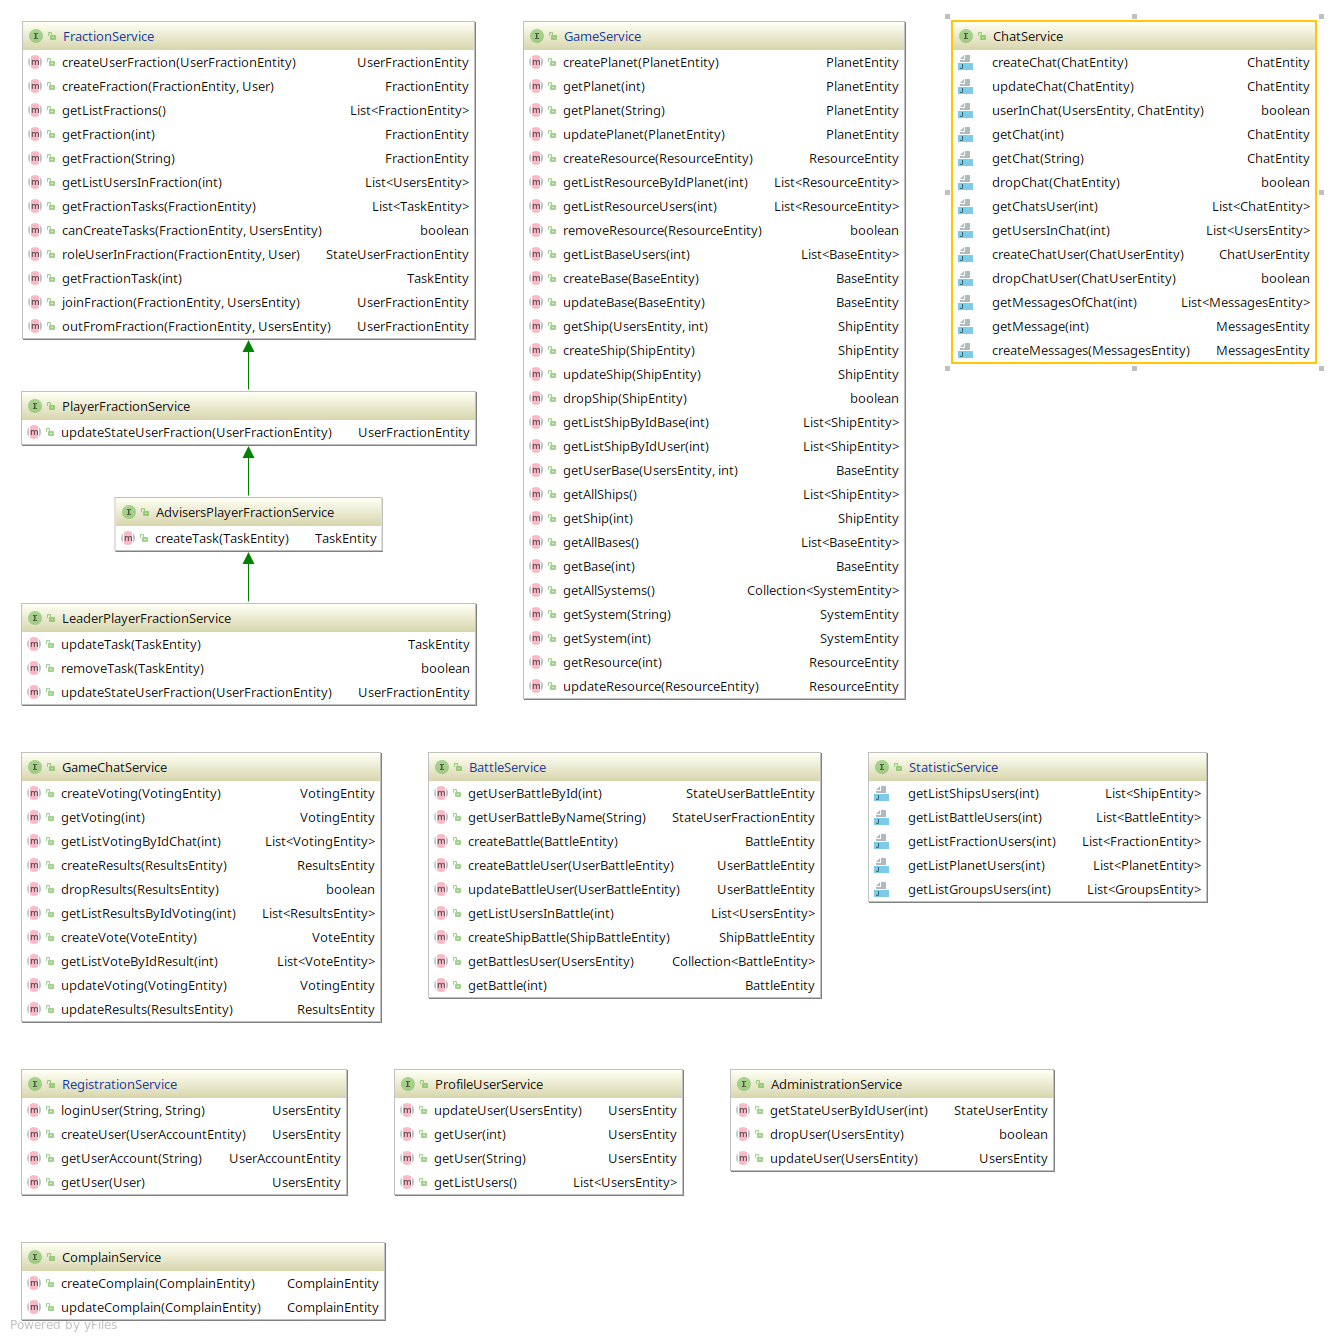 FractionService
createUserFraction(UserFractionEntity) UserFractionEntity
createFraction(FractionEntity, User) FractionEntity
getListFractions() List<FractionEntity>
getFraction(int) FractionEntity
getFraction(String) FractionEntity
getListUsersInFraction(int) List<UsersEntity>
getFractionTasks(FractionEntity) List<TaskEntity>
canCreateTasks(FractionEntity, UsersEntity) boolean
roleUserInFraction(FractionEntity, User) StateUserFractionEntity
getFractionTask(int) TaskEntity
joinFraction(FractionEntity, UsersEntity) UserFractionEntity
outFromFraction(FractionEntity, UsersEntity) UserFractionEntity
PlayerFractionService
updateStateUserFraction(UserFractionEntity) UserFractionEntity
AdvisersPlayerFractionService
createTask(TaskEntity) TaskEntity
LeaderPlayerFractionService
updateTask(TaskEntity) TaskEntity
removeTask(TaskEntity) boolean
updateStateUserFraction(UserFractionEntity) UserFractionEntity
GameService
createPlanet(PlanetEntity) PlanetEntity
getPlanet(int) PlanetEntity
getPlanet(String) PlanetEntity
updatePlanet(PlanetEntity) PlanetEntity
createResource(ResourceEntity) ResourceEntity
getListResourceByIdPlanet(int) List<ResourceEntity>
getListResourceUsers(int) List<ResourceEntity>
removeResource(ResourceEntity) boolean
getListBaseUsers(int) List<BaseEntity>
createBase(BaseEntity) BaseEntity
updateBase(BaseEntity) BaseEntity
getShip(UsersEntity, int) ShipEntity
createShip(ShipEntity) ShipEntity
updateShip(ShipEntity) ShipEntity
dropShip(ShipEntity) boolean
getListShipByIdBase(int) List<ShipEntity>
getListShipByIdUser(int) List<ShipEntity>
getUserBase(UsersEntity, int) BaseEntity
getAllShips() List<ShipEntity>
getShip(int) ShipEntity
getAllBases() List<BaseEntity>
getBase(int) BaseEntity
getAllSystems() Collection<SystemEntity>
getSystem(String) SystemEntity
getSystem(int) SystemEntity
getResource(int) ResourceEntity
updateResource(ResourceEntity) ResourceEntity
ChatService
createChat(ChatEntity) ChatEntity
updateChat(ChatEntity) ChatEntity
userInChat(UsersEntity, ChatEntity) boolean
getChat(int) ChatEntity
getChat(String) ChatEntity
dropChat(ChatEntity) boolean
getChatsUser(int) List<ChatEntity>
getUsersInChat(int) List<UsersEntity>
createChatUser(ChatUserEntity) ChatUserEntity
dropChatUser(ChatUserEntity) boolean
getMessagesOfChat(int) List<MessagesEntity>
getMessage(int) MessagesEntity
createMessages(MessagesEntity) MessagesEntity
GameChatService
createVoting(VotingEntity) VotingEntity
getVoting(int) VotingEntity
getListVotingByIdChat(int) List<VotingEntity>
createResults(ResultsEntity) ResultsEntity
dropResults(ResultsEntity) boolean
getListResultsByIdVoting(int) List<ResultsEntity>
createVote(VoteEntity) VoteEntity
getListVoteByIdResult(int) List<VoteEntity>
updateVoting(VotingEntity) VotingEntity
updateResults(ResultsEntity) ResultsEntity
BattleService
getUserBattleById(int) StateUserBattleEntity
getUserBattleByName(String) StateUserFractionEntity
createBattle(BattleEntity) BattleEntity
createBattleUser(UserBattleEntity) UserBattleEntity
updateBattleUser(UserBattleEntity) UserBattleEntity
getListUsersInBattle(int) List<UsersEntity>
createShipBattle(ShipBattleEntity) ShipBattleEntity
getBattlesUser(UsersEntity) Collection<BattleEntity>
getBattle(int) BattleEntity
StatisticService
getListShipsUsers(int) List<ShipEntity>
getListBattleUsers(int) List<BattleEntity>
getListFractionUsers(int) List<FractionEntity>
getListPlanetUsers(int) List<PlanetEntity>
getListGroupsUsers(int) List<GroupsEntity>
RegistrationService
loginUser(String, String) UsersEntity
createUser(UserAccountEntity) UsersEntity
getUserAccount(String) UserAccountEntity
getUser(User) UsersEntity
ProfileUserService
updateUser(UsersEntity) UsersEntity
getUser(int) UsersEntity
getUser(String) UsersEntity
getListUsers() List<UsersEntity>
AdministrationService
getStateUserByIdUser(int) StateUserEntity
dropUser(UsersEntity) boolean
updateUser(UsersEntity) UsersEntity
ComplainService
createComplain(ComplainEntity) ComplainEntity
updateComplain(ComplainEntity) ComplainEntity
Powered by yFiles